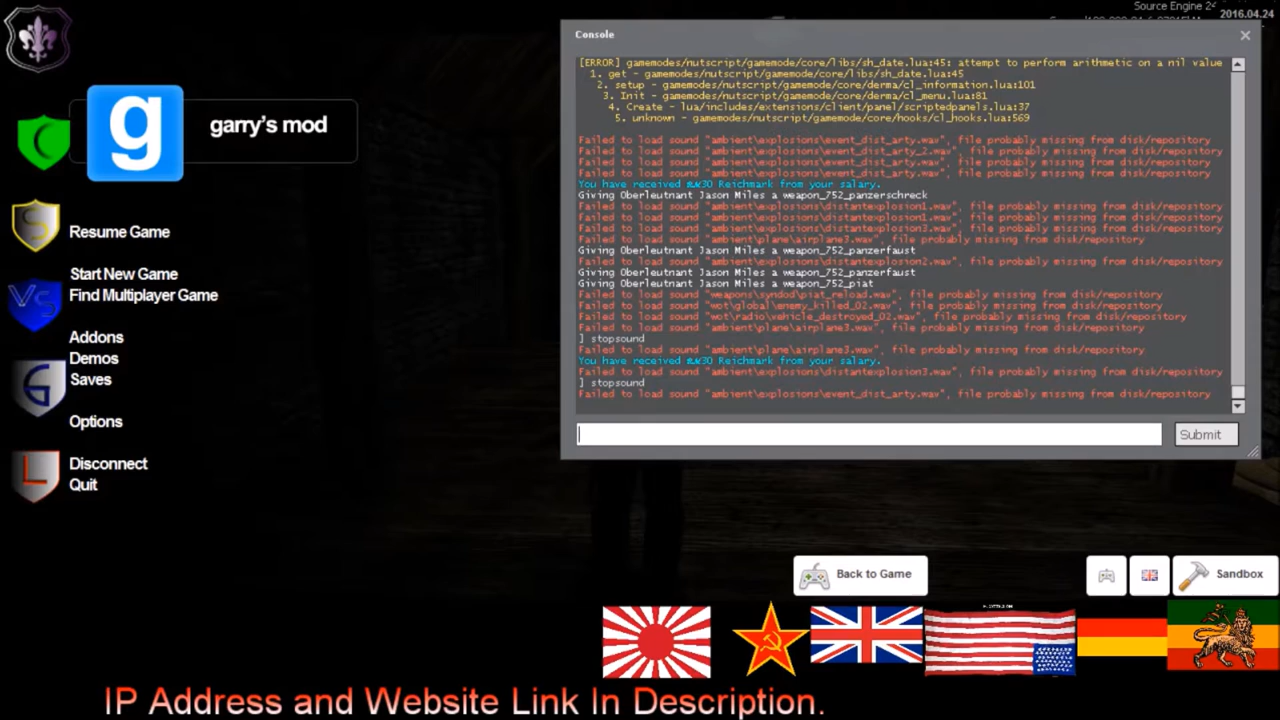 Source Engine 24
2016.04.24
Console
[ERROR] gamemodes/nutscript/gamemode/core/libs/sh_date.lua:45: attempt to perform arithmetic on a nil value
1. get - gamemodes/nutscript/gamemode/core/libs/sh_date.lua:45
2. setup - gamemodes/nutscript/gamemode/core/derma/cl_information.lua:101
3. Init - gamemodes/nutscript/gamemode/core/derma/cl_menu.lua:81
4. Create - lua/includes/extensions/client/panel/scriptedpanels.lua:37
5. unknown - gamemodes/nutscript/gamemode/core/hooks/cl_hooks.lua:569
Failed to load sound "ambient\explosions\event_dist_arty.wav", file probably missing from disk/repository
Failed to load sound "ambient\explosions\event_dist_arty_2.wav", file probably missing from disk/repository
Failed to load sound "ambient\explosions\event_dist_arty.wav", file probably missing from disk/repository
Failed to load sound "ambient\explosions\event_dist_arty.wav", file probably missing from disk/repository
You have received 30 Reichmark from your salary.
Giving Oberleutnant Jason Miles a weapon_752_panzerschreck
Failed to load sound "ambient\explosions\distantexplosion1.wav", file probably missing from disk/repository
Failed to load sound "ambient\explosions\distantexplosion1.wav", file probably missing from disk/repository
Failed to load sound "ambient\explosions\distantexplosion3.wav", file probably missing from disk/repository
Failed to load sound "ambient\plane\airplane3.wav", file probably missing from disk/repository
Giving Oberleutnant Jason Miles a weapon_752_panzerfaust
Failed to load sound "ambient\explosions\distantexplosion2.wav", file probably missing from disk/repository
Giving Oberleutnant Jason Miles a weapon_752_panzerfaust
Giving Oberleutnant Jason Miles a weapon_752_piat
Failed to load sound "weapons\syndod\piat_reload.wav", file probably missing from disk/repository
Failed to load sound "wot\global\enemy_killed_02.wav", file probably missing from disk/repository
Failed to load sound "wot\radio\vehicle_destroyed_02.wav", file probably missing from disk/repository
Failed to load sound "ambient\plane\airplane3.wav", file probably missing from disk/repository
] stopsound
Failed to load sound "ambient\plane\airplane3.wav", file probably missing from disk/repository
You have received 30 Reichmark from your salary.
Failed to load sound "ambient\explosions\distantexplosion3.wav", file probably missing from disk/repository
] stopsound
Failed to load sound "ambient\explosions\event_dist_arty.wav", file probably missing from disk/repository
Submit
g
garry's mod
S
Resume Game
Start New Game
VS
Find Multiplayer Game
Addons
Demos
G
Saves
Options
L
Disconnect
Quit
Back to Game
Sandbox
IP Address and Website Link In Description.